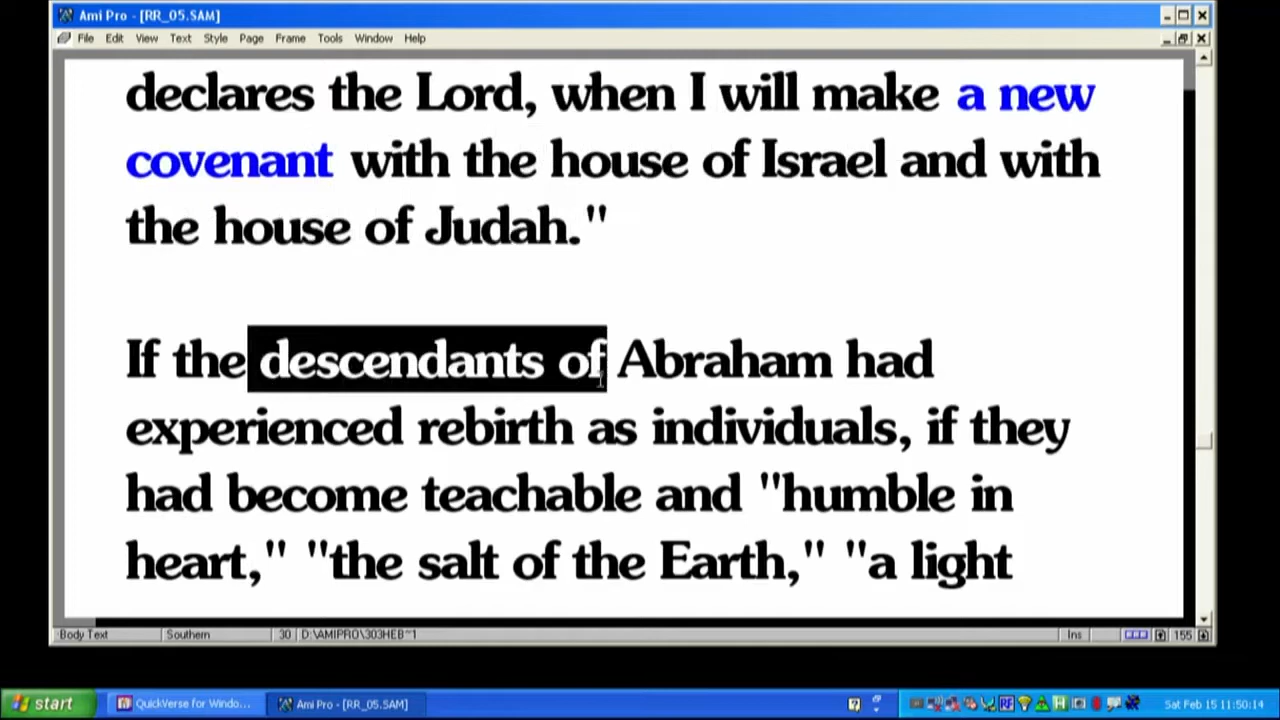 Ami Pro - [RR_05.SAM]
File Edit View Text Style Page Frame Tools Window Help
declares the Lord, when I will make a new
covenant with the house of Israel and with
the house of Judah."
If the descendants of Abraham had
experienced rebirth as individuals, if they
had become teachable and "humble in
heart," "the salt of the Earth," "a light
Body Text Southern 30 D:\AMIPRO\303HEB~1 Ins 155
start QuickVerse for Windo... Ami Pro - [RR_05.SAM] Sat Feb 15 11:50:14